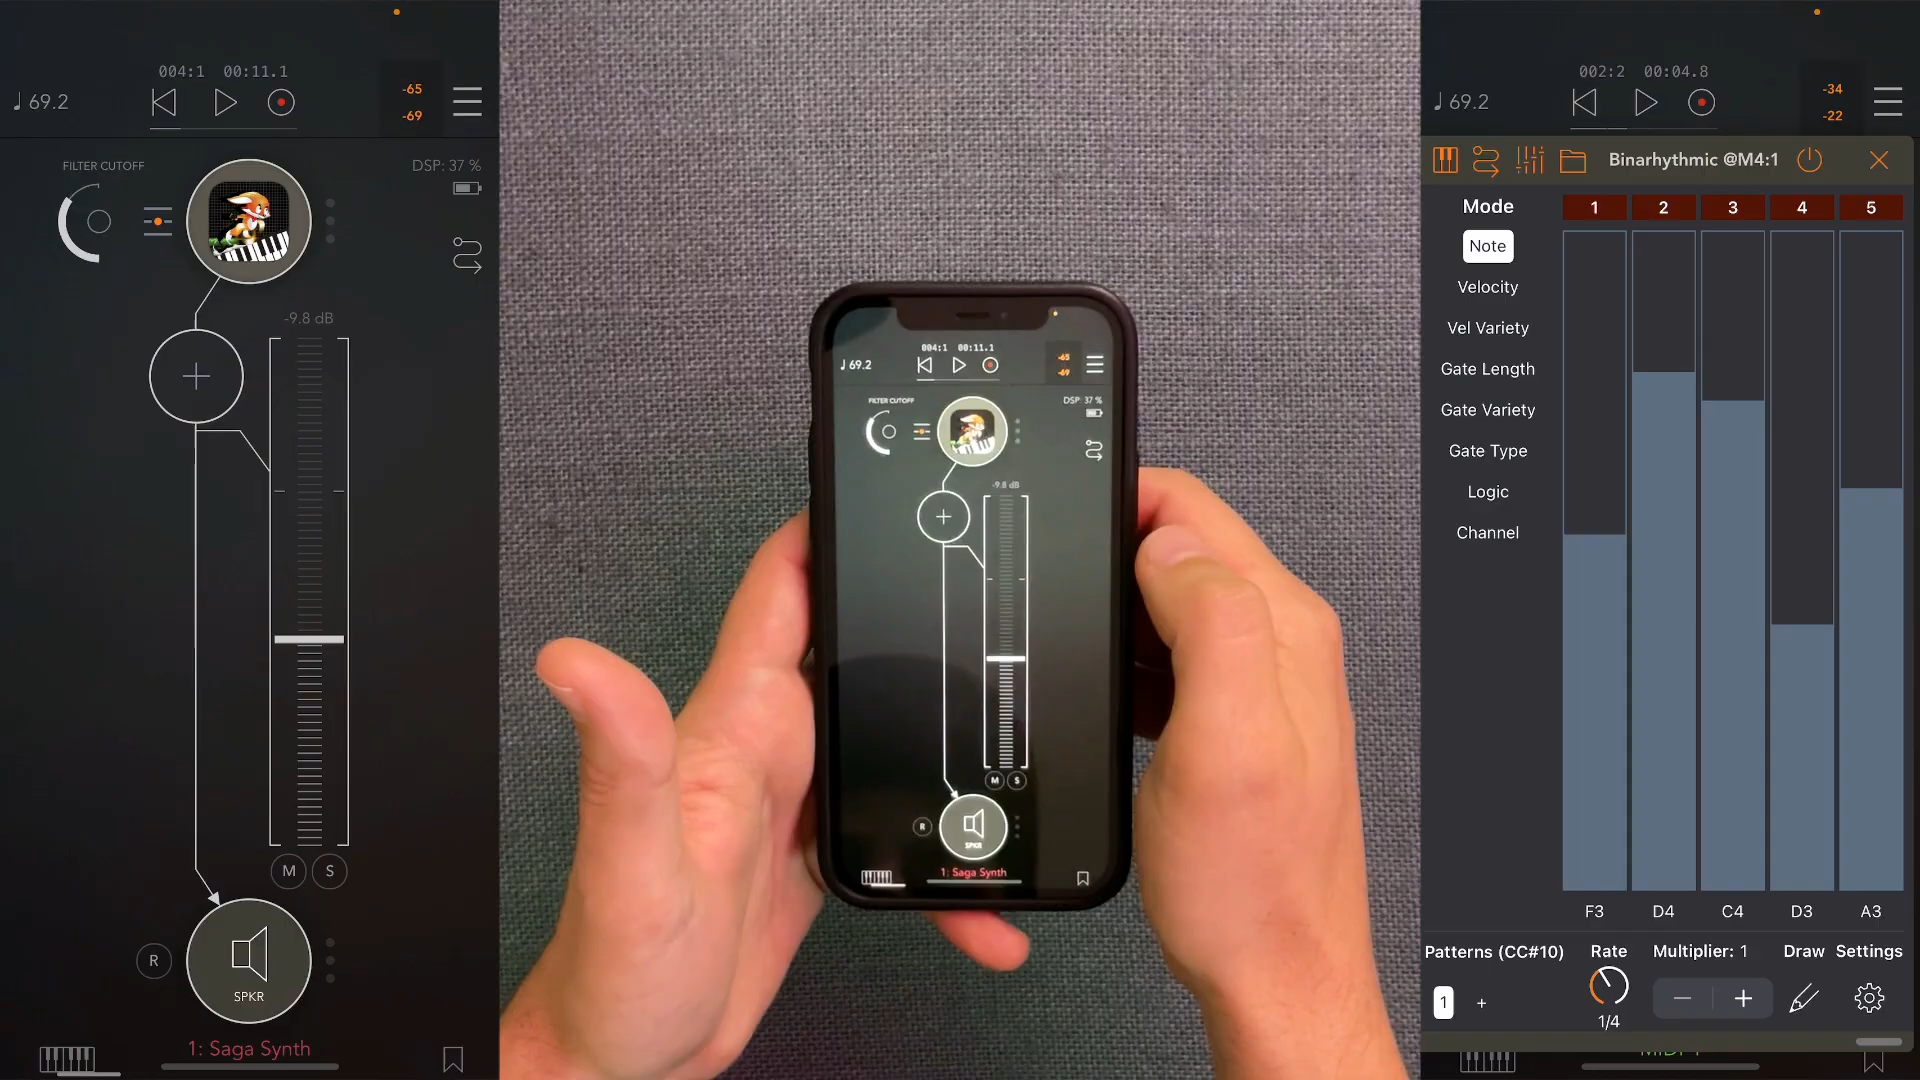 004:1 00:11.1
♩ 69.2
-65
-69
FILTER CUTOFF
DSP: 37 %
-9.8 dB
M S
R
SPKR
1: Saga Synth
004:1 00:11.1
♩ 69.2
-65
-69
FILTER CUTOFF
DSP: 37 %
-9.8 dB
M S
R
SPKR
1: Saga Synth
002:2 00:04.8
♩ 69.2
-34
-22
Binarhythmic @M4:1
Mode 1 2 3 4 5
Note
Velocity
Vel Variety
Gate Length
Gate Variety
Gate Type
Logic
Channel
F3 D4 C4 D3 A3
Patterns (CC#10) Rate Multiplier: 1 Draw Settings
1 + − +
1/4